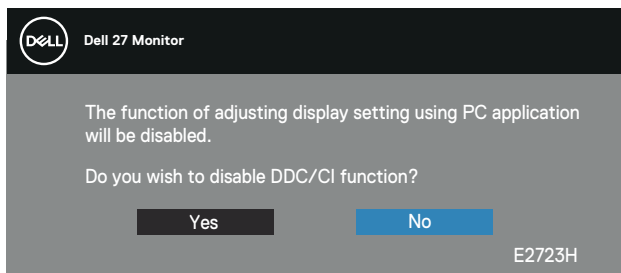 DELL
Dell 27 Monitor
The function of adjusting display setting using PC application
will be disabled.
Do you wish to disable DDC/CI function?
Yes
No
E2723H